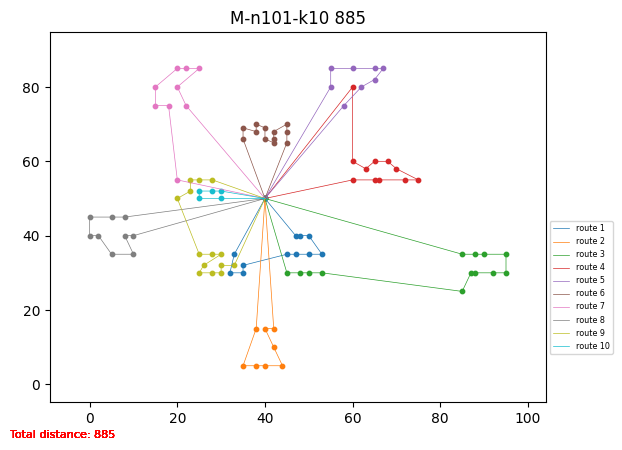 M-n101-k10 885
80
60
40
20
0
0 20 40 60 80 100
route 1
route 2
route 3
route 4
route 5
route 6
route 7
route 8
route 9
route 10
Total distance: 885